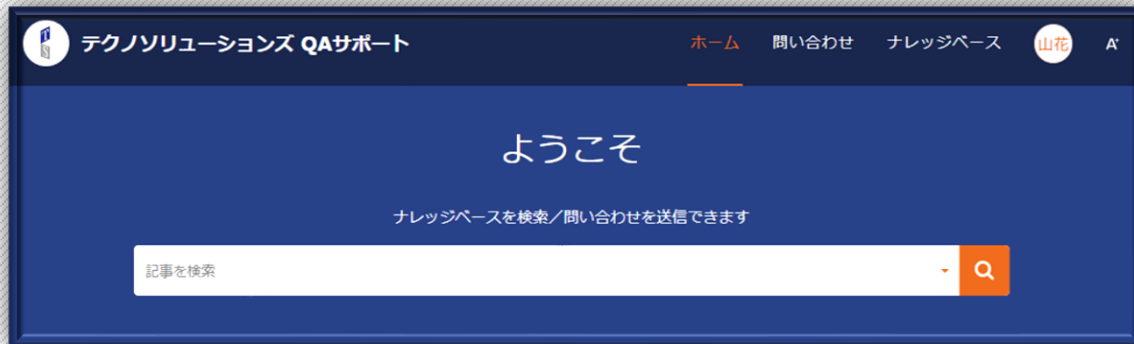 テクノソリューションズ QAサポート
ホーム
問い合わせ
ナレッジベース
山花
A
ようこそ
ナレッジベースを検索／問い合わせを送信できます
記事を検索